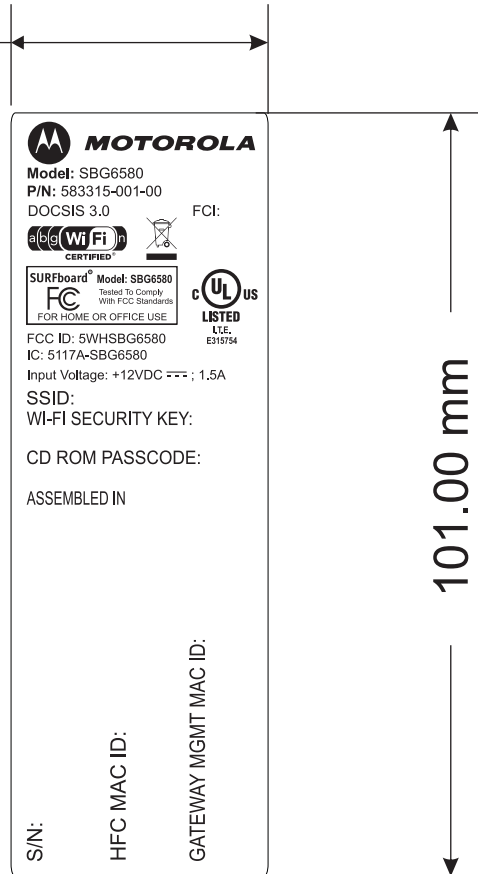 MOTOROLA
Model: SBG6580
P/N: 583315-001-00
DOCSIS 3.0 FCI:
a b g Wi Fi n
CERTIFIED®
SURFboard® Model: SBG6580
FC Tested To Comply
With FCC Standards
FOR HOME OR OFFICE USE
C UL US
LISTED
I.T.E.
E315754
FCC ID: 5WHSBG6580
IC: 5117A-SBG6580
Input Voltage: +12VDC ; 1.5A
SSID:
WI-FI SECURITY KEY:
CD ROM PASSCODE:
ASSEMBLED IN
S/N:
HFC MAC ID:
GATEWAY MGMT MAC ID:
101.00 mm